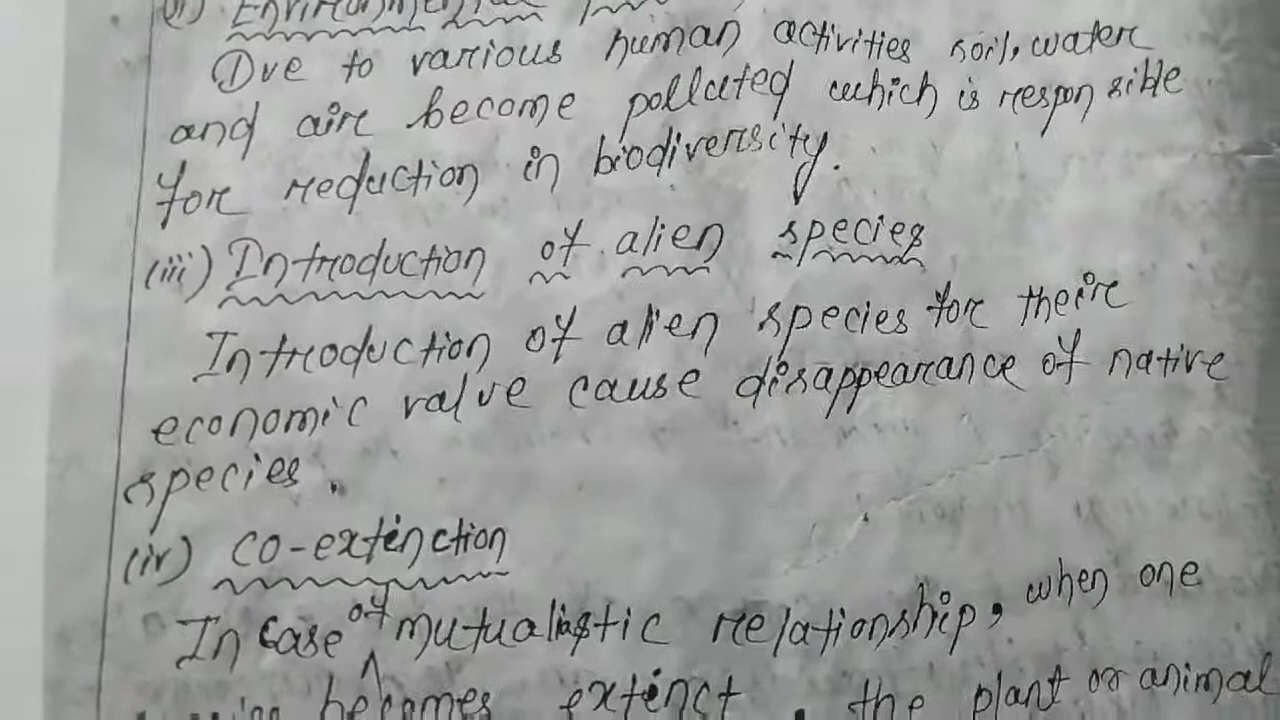 (ii) Environmental
Due to various human activities soil, water
and air become polluted which is responsible
for reduction in biodiversity.
(iii) Introduction of alien species
Introduction of alien species for their
economic value cause disappearance of native
species.
(iv) co-extinction
In case of mutualistic relationship, when one
becomes extinct, the plant or animal